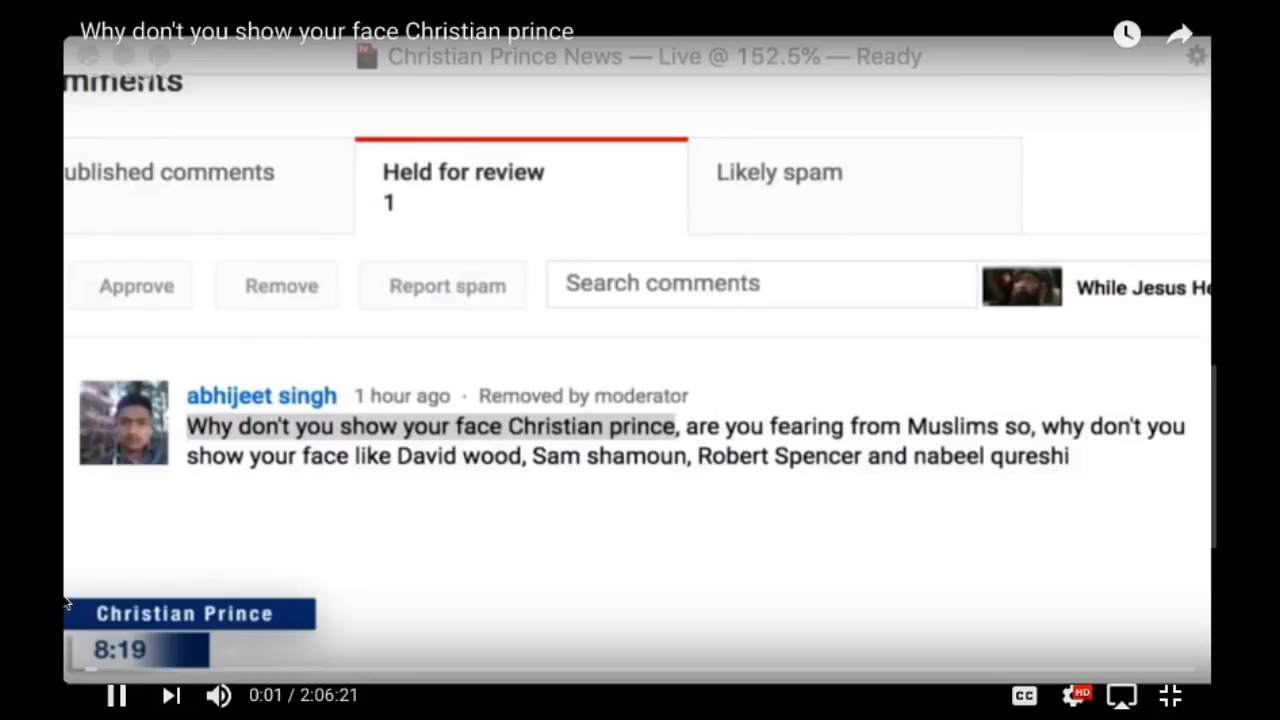 Why don't you show your face Christian prince
Christian Prince News — Live @ 152.5% — Ready
mments
ublished comments
Held for review
1
Likely spam
Approve
Remove
Report spam
Search comments
While Jesus He
abhijeet singh 1 hour ago · Removed by moderator
Why don't you show your face Christian prince, are you fearing from Muslims so, why don't you
show your face like David wood, Sam shamoun, Robert Spencer and nabeel qureshi
Christian Prince
8:19
0:01 / 2:06:21
CC
HD